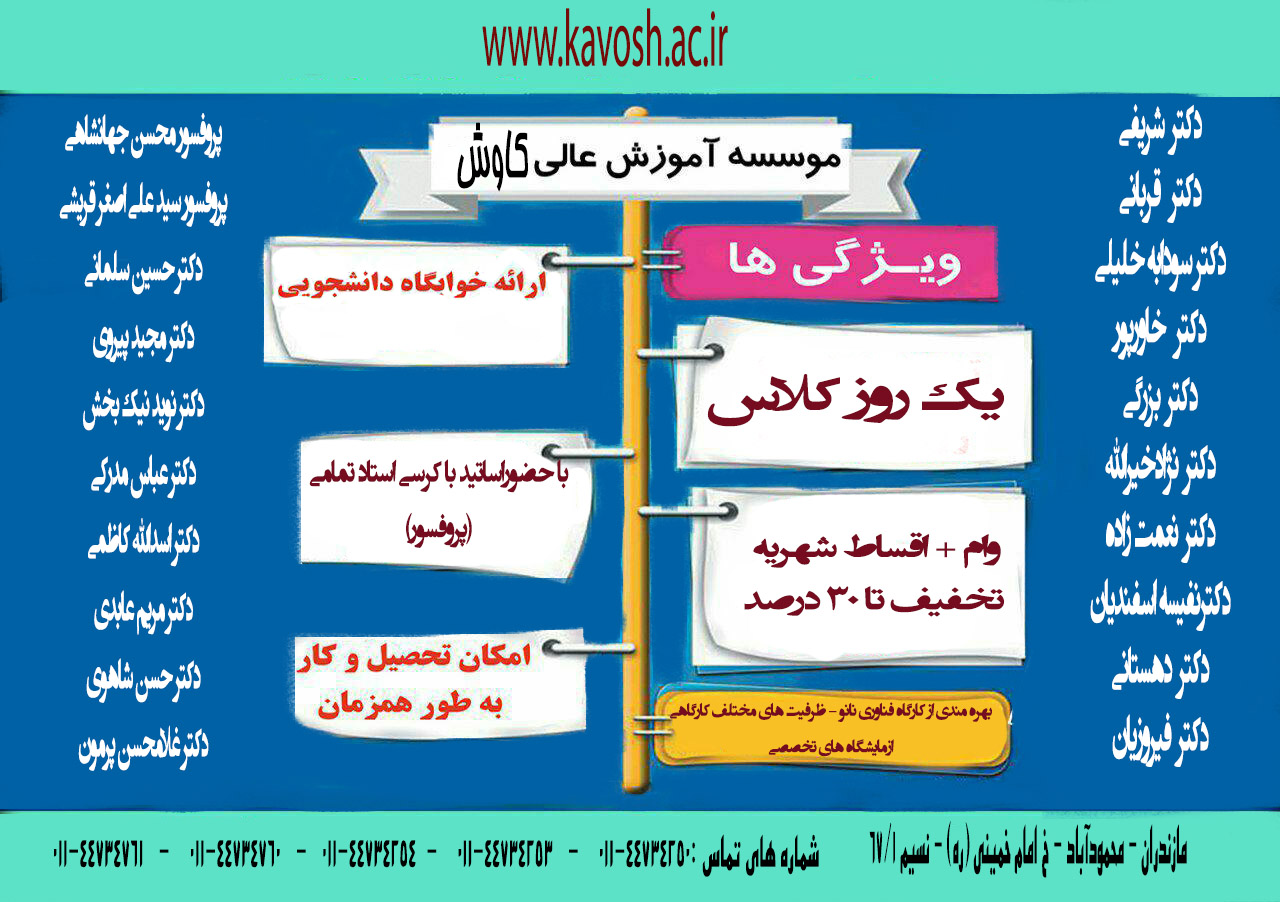 www.kavosh.ac.ir
موسسه آموزش عالی کاوش
ویژگی ها
یک روز کلاس
وام + اقساط شهریه
تخفیف تا ۳۰ درصد
بهره مندی از کارگاه فناوری نانو - ظرفیت های مختلف کارگاهی
ازمایشگاه های تخصصی
ارائه خوابگاه دانشجویی
با حضور اساتید با کرسی استاد تمامی
(پروفسور)
امکان تحصیل و کار
به طور همزمان
دکتر شریفی
دکتر قربانی
دکتر سودابه خلیلی
دکتر خاورپور
دکتر بزرگی
دکتر نژادخیرالله
دکتر نعمت زاده
دکتر نفیسه اسفندیان
دکتر دهستانی
دکتر فیروزیان
پروفسور محسن جهانشاهی
پروفسور سید علی اصغر قریشی
دکتر حسین سلمانی
دکتر مجید پیروی
دکتر نوید نیک بخش
دکتر عباس مدرکی
دکتر اسدالله کاظمی
دکتر مریم عابدی
دکتر حسن شاهوی
دکتر غلامحسن پرمون
مازندران - محمودآباد - خ امام خمینی (ره) - نسیم ۶۷/۱
شماره های تماس :۰۱۱-۴۴۷۳۴۲۵۰ - ۰۱۱-۴۴۷۳۴۲۵۳ - ۰۱۱-۴۴۷۳۴۲۵۴ - ۰۱۱-۴۴۷۳۴۷۶۰ - ۰۱۱-۴۴۷۳۴۷۶۱